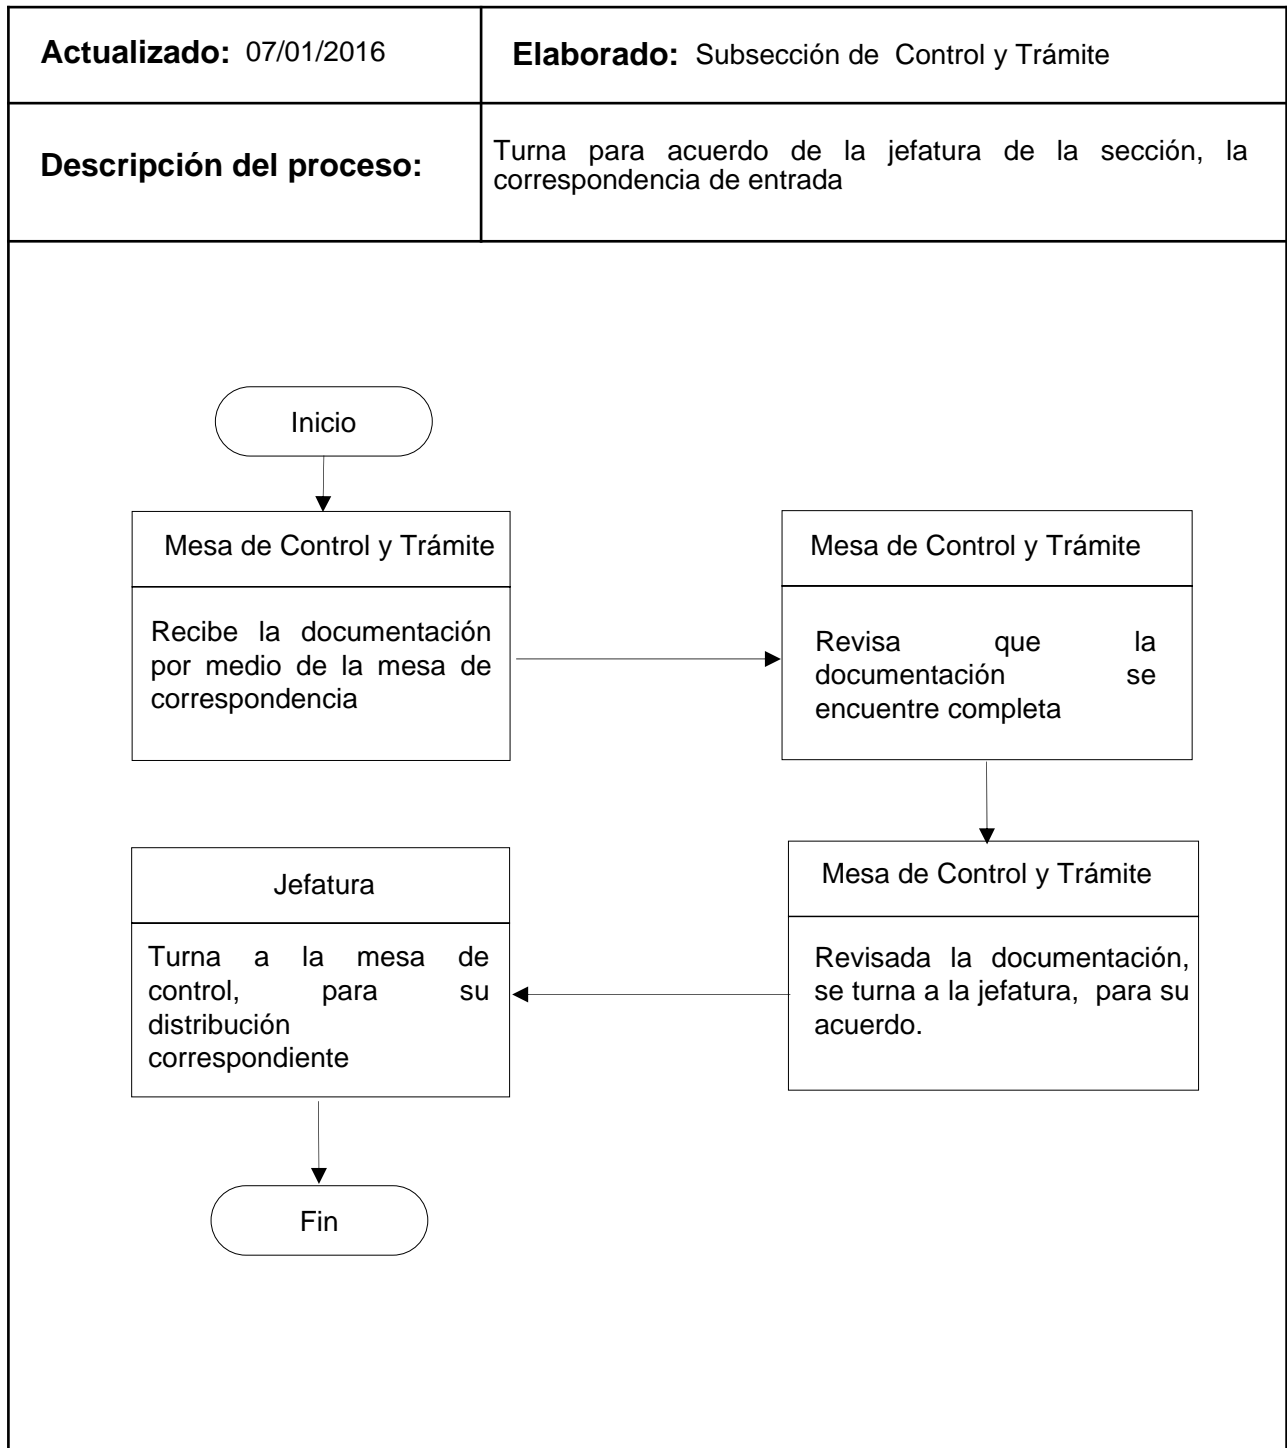 Actualizado: 07/01/2016
Elaborado: Subsección de Control y Trámite
Descripción del proceso:
Turna para acuerdo de la jefatura de la sección, la
correspondencia de entrada
Inicio
Mesa de Control y Trámite
Recibe la documentación
por medio de la mesa de
correspondencia
Mesa de Control y Trámite
Revisa que la
documentación se
encuentre completa
Mesa de Control y Trámite
Revisada la documentación,
se turna a la jefatura, para su
acuerdo.
Jefatura
Turna a la mesa de
control, para su
distribución
correspondiente
Fin